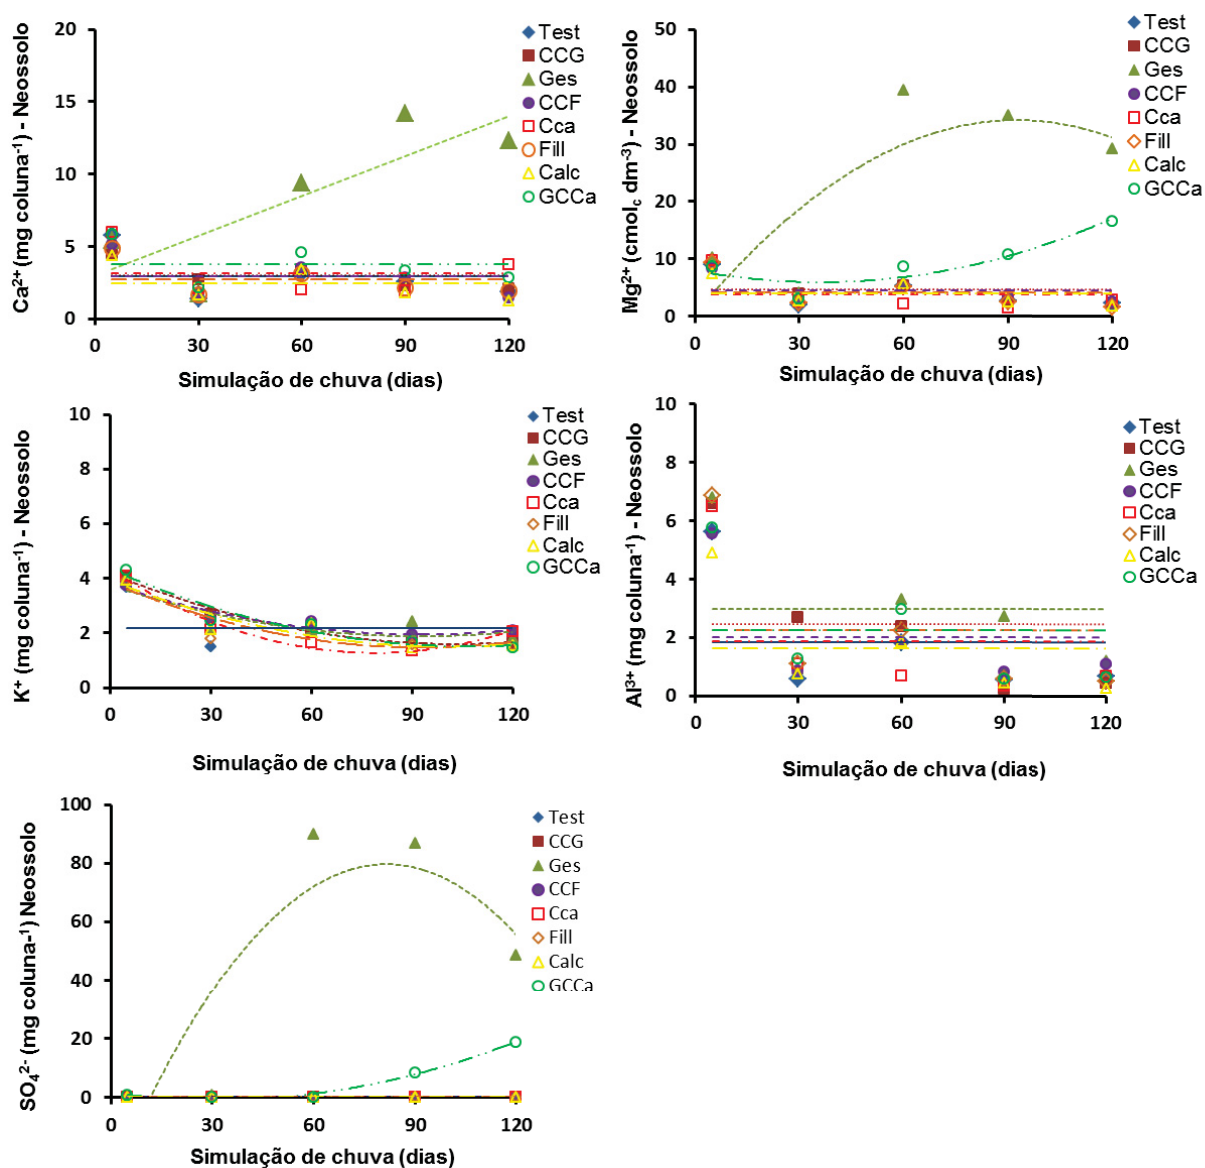 Ca²⁺ (mg coluna⁻¹) - Neossolo
20
15
10
5
0
0 30 60 90 120
Simulação de chuva (dias)
Test
CCG
Ges
CCF
Cca
Fill
Calc
GCCa
Mg²⁺ (cmol꜀ dm⁻³) - Neossolo
50
40
30
20
10
0
0 30 60 90 120
Simulação de chuva (dias)
Test
CCG
Ges
CCF
Cca
Fill
Calc
GCCa
K⁺ (mg coluna⁻¹) - Neossolo
10
8
6
4
2
0
0 30 60 90 120
Simulação de chuva (dias)
Test
CCG
Ges
CCF
Cca
Fill
Calc
GCCa
Al³⁺ (mg coluna⁻¹) - Neossolo
10
8
6
4
2
0
0 30 60 90 120
Simulação de chuva (dias)
Test
CCG
Ges
CCF
Cca
Fill
Calc
GCCa
SO₄²⁻ (mg coluna-¹) Neossolo
100
80
60
40
20
0
0 30 60 90 120
Simulação de chuva (dias)
Test
CCG
Ges
CCF
Cca
Fill
Calc
GCCa